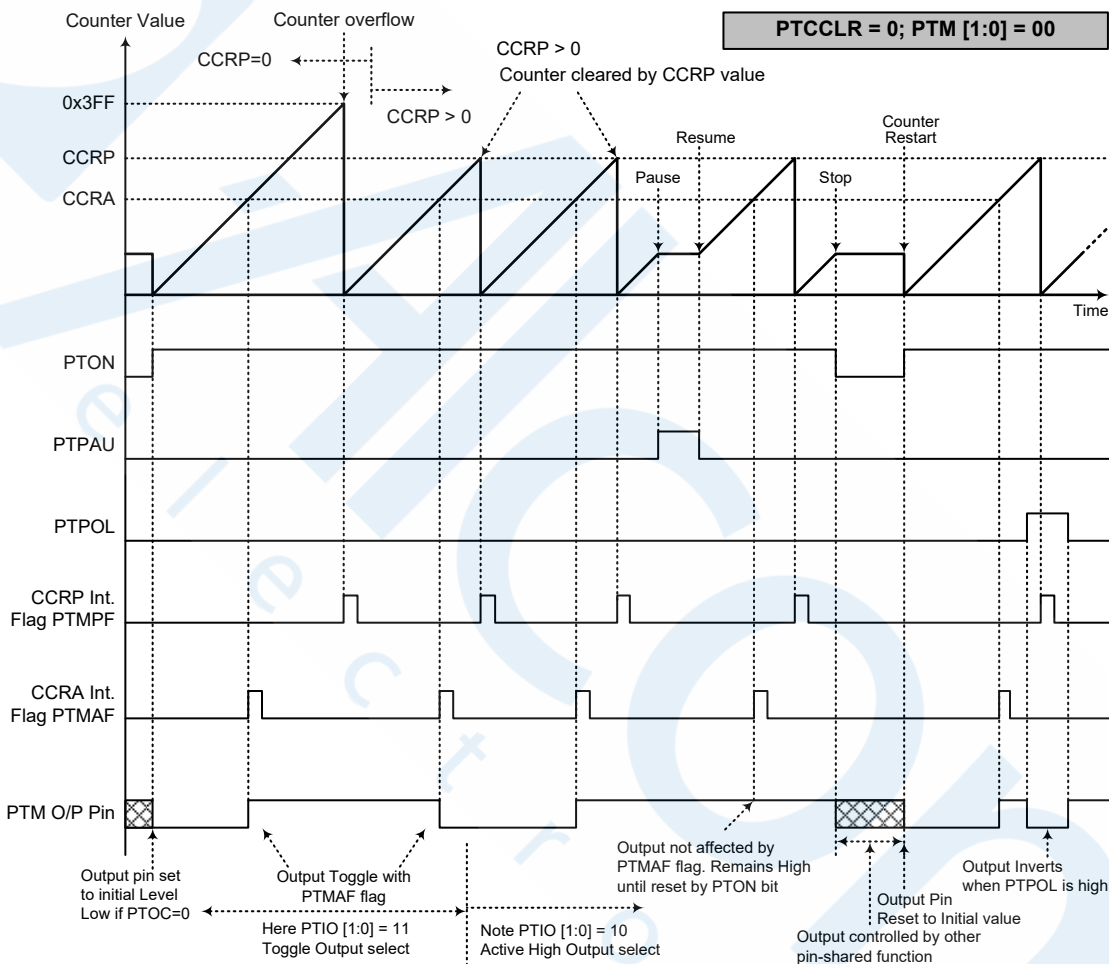 Counter Value
Counter overflow
PTCCLR = 0; PTM [1:0] = 00
CCRP=0
CCRP > 0
CCRP > 0
Counter cleared by CCRP value
0x3FF
CCRP
CCRA
Pause
Resume
Stop
Counter
Restart
Time
PTON
PTPAU
PTPOL
CCRP Int.
Flag PTMPF
CCRA Int.
Flag PTMAF
PTM O/P Pin
Output pin set
to initial Level
Low if PTOC=0
Output Toggle with
PTMAF flag
Here PTIO [1:0] = 11
Toggle Output select
Note PTIO [1:0] = 10
Active High Output select
Output not affected by
PTMAF flag. Remains High
until reset by PTON bit
Output Pin
Reset to Initial value
Output controlled by other
pin-shared function
Output Inverts
when PTPOL is high
e l e c t r o